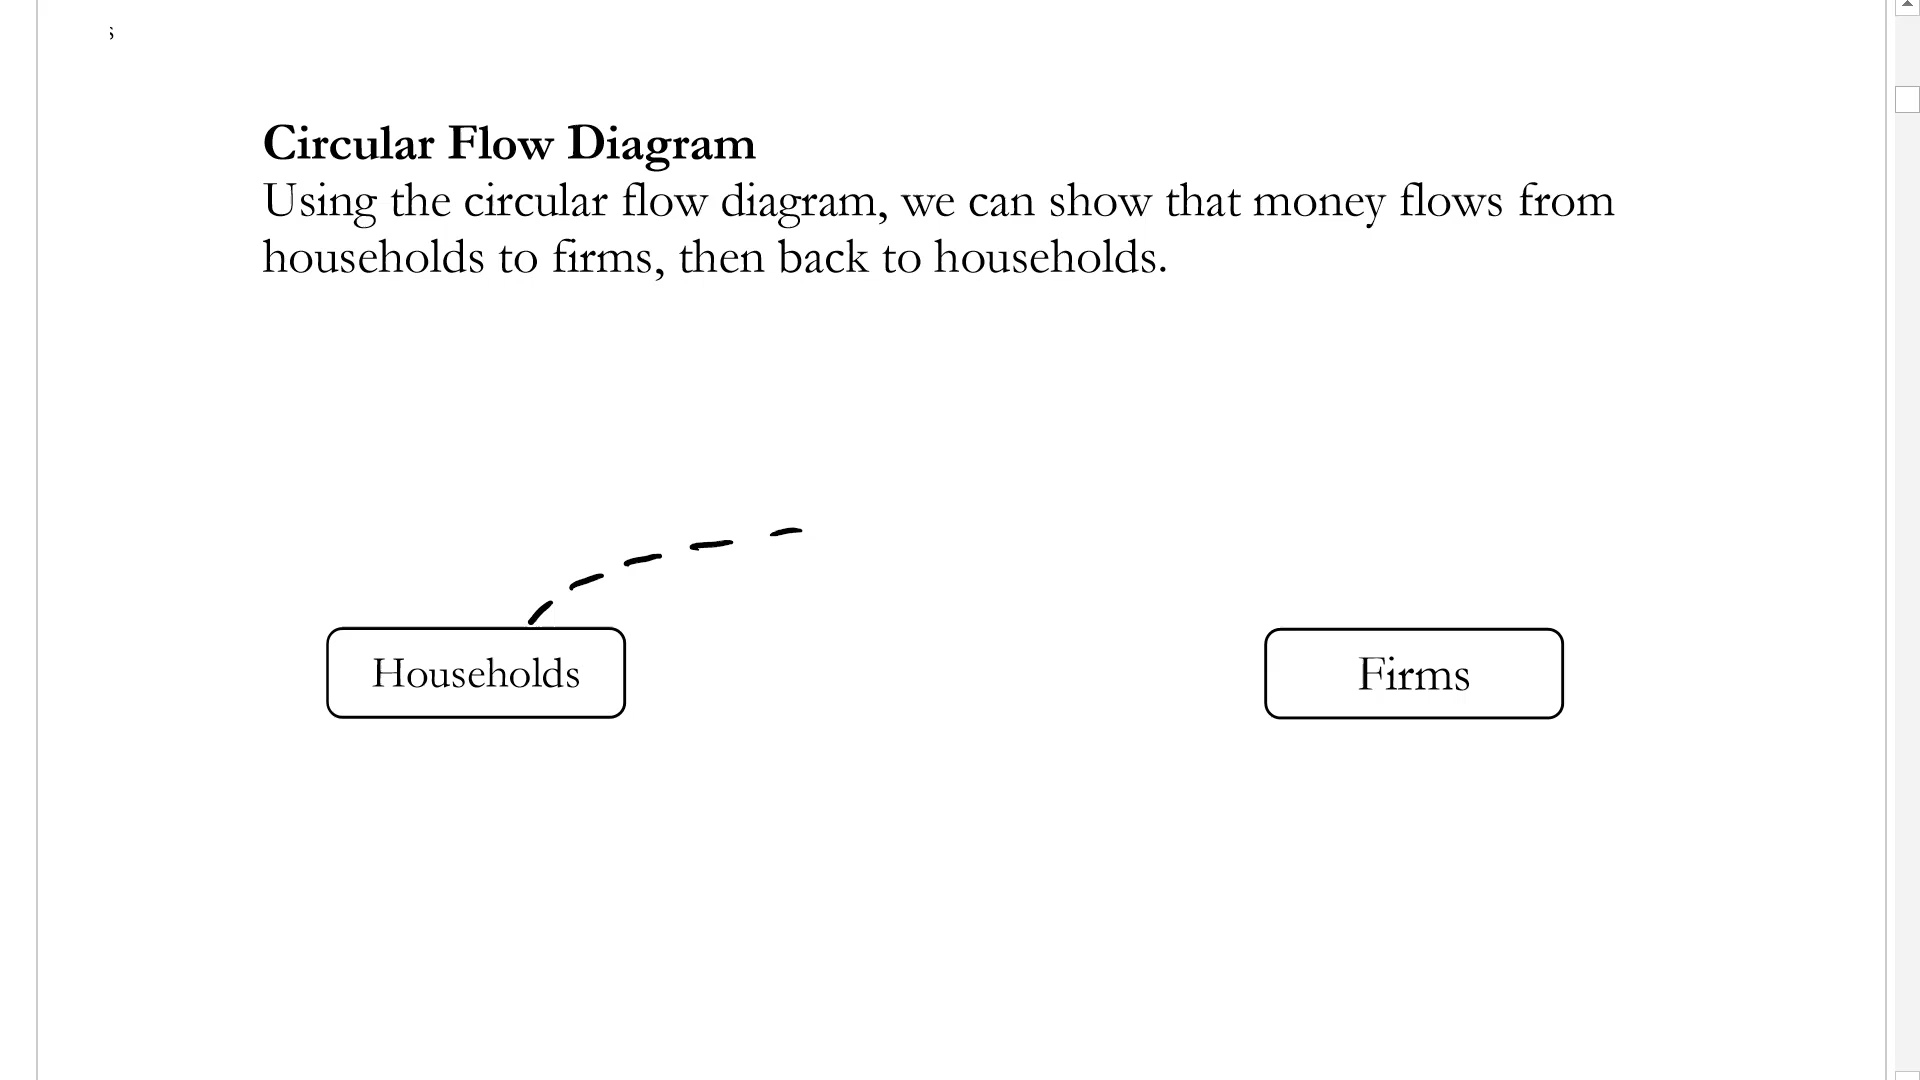 Circular Flow Diagram
Using the circular flow diagram, we can show that money flows from
households to firms, then back to households.
Households
Firms